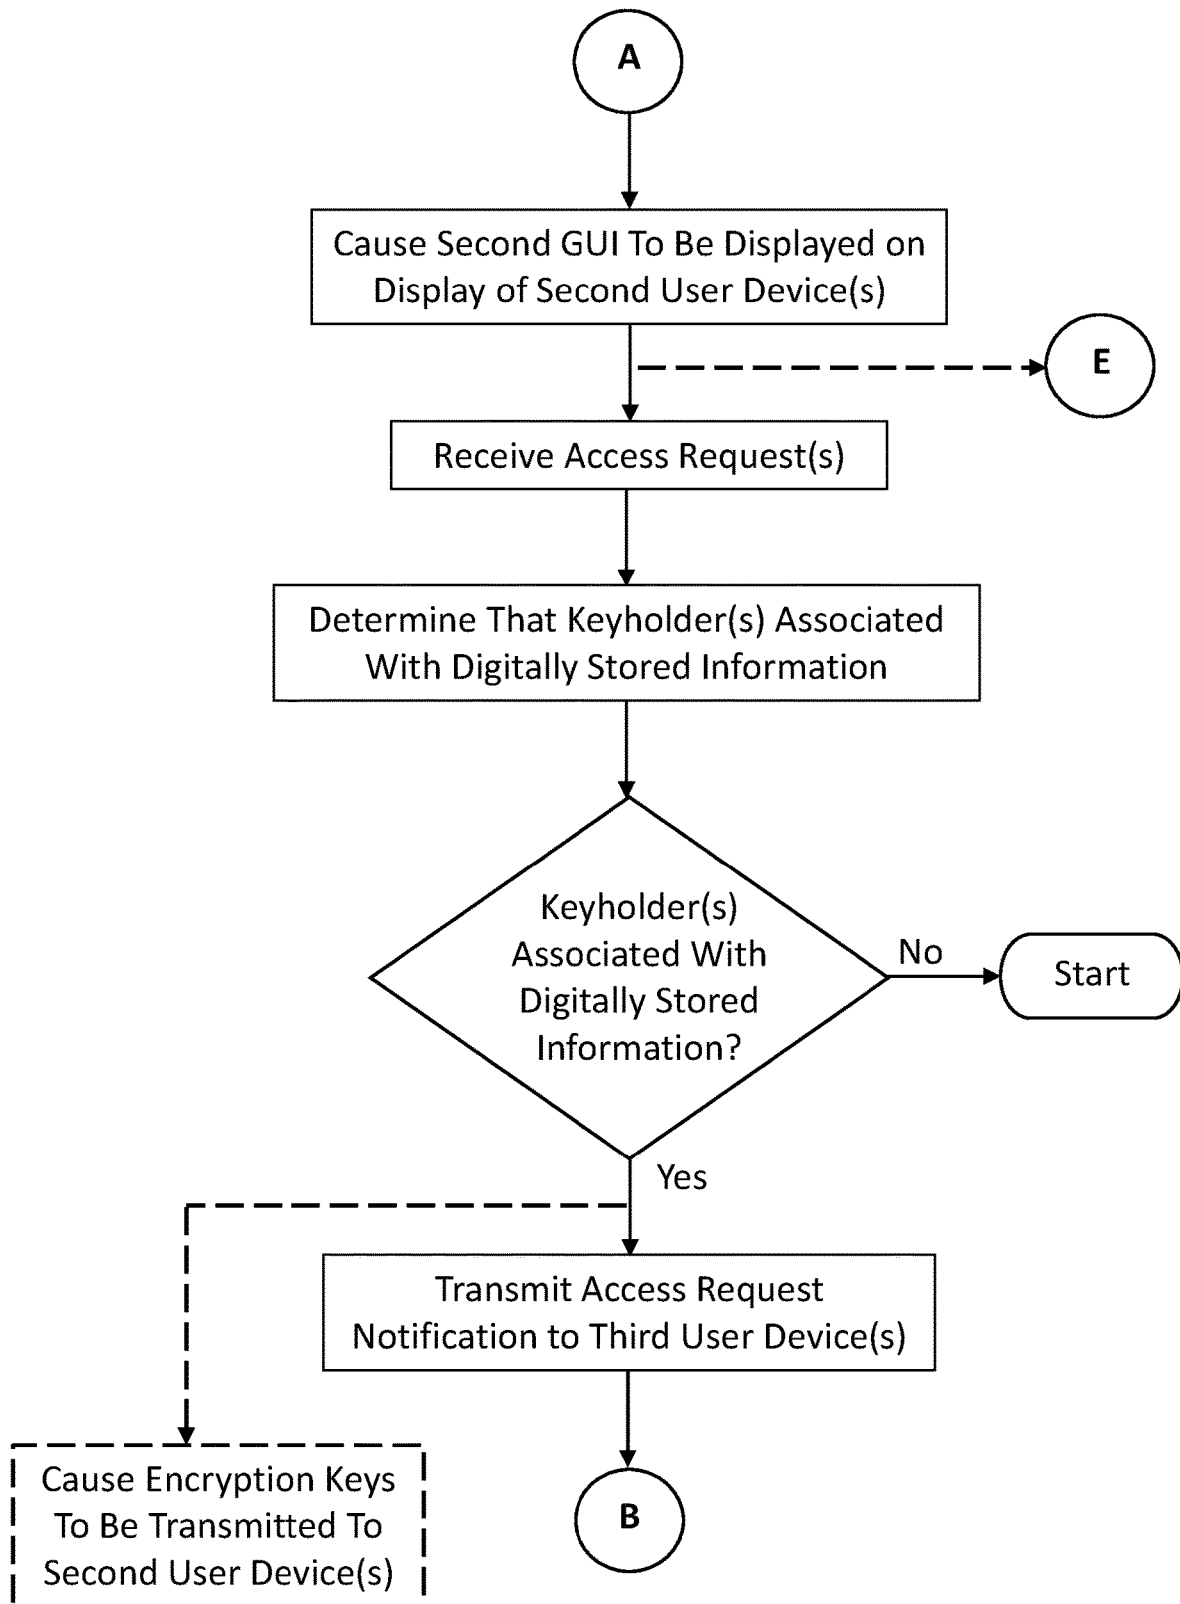 A
Cause Second GUI To Be Displayed on
Display of Second User Device(s)
E
Receive Access Request(s)
Determine That Keyholder(s) Associated
With Digitally Stored Information
Keyholder(s)
Associated With
Digitally Stored
Information?
No
Start
Yes
Transmit Access Request
Notification to Third User Device(s)
Cause Encryption Keys
To Be Transmitted To
Second User Device(s)
B